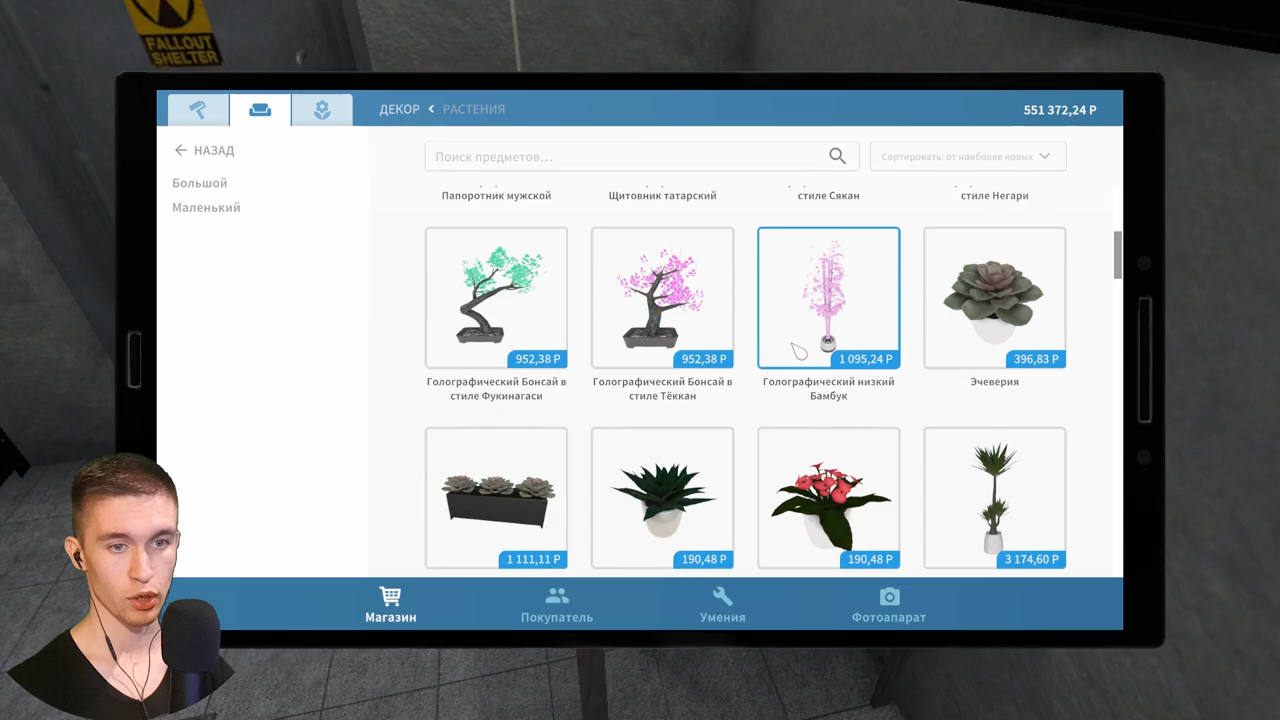 FALLOUT
SHELTER
ДЕКОР < РАСТЕНИЯ
551 372,24 Р
НАЗАД
Большой
Маленький
Поиск предметов...
Сортировать: от наиболее новых
Папоротник мужской
Щитовник татарский
стиле Сякан
стиле Негари
952,38 Р
952,38 Р
1 095,24 Р
396,83 Р
Голографический Бонсай в
стиле Фукинагаси
Голографический Бонсай в
стиле Тёккан
Голографический низкий
Бамбук
Эчеверия
1 111,11 Р
190,48 Р
190,48 Р
3 174,60 Р
Магазин
Покупатель
Умения
Фотоаппарат